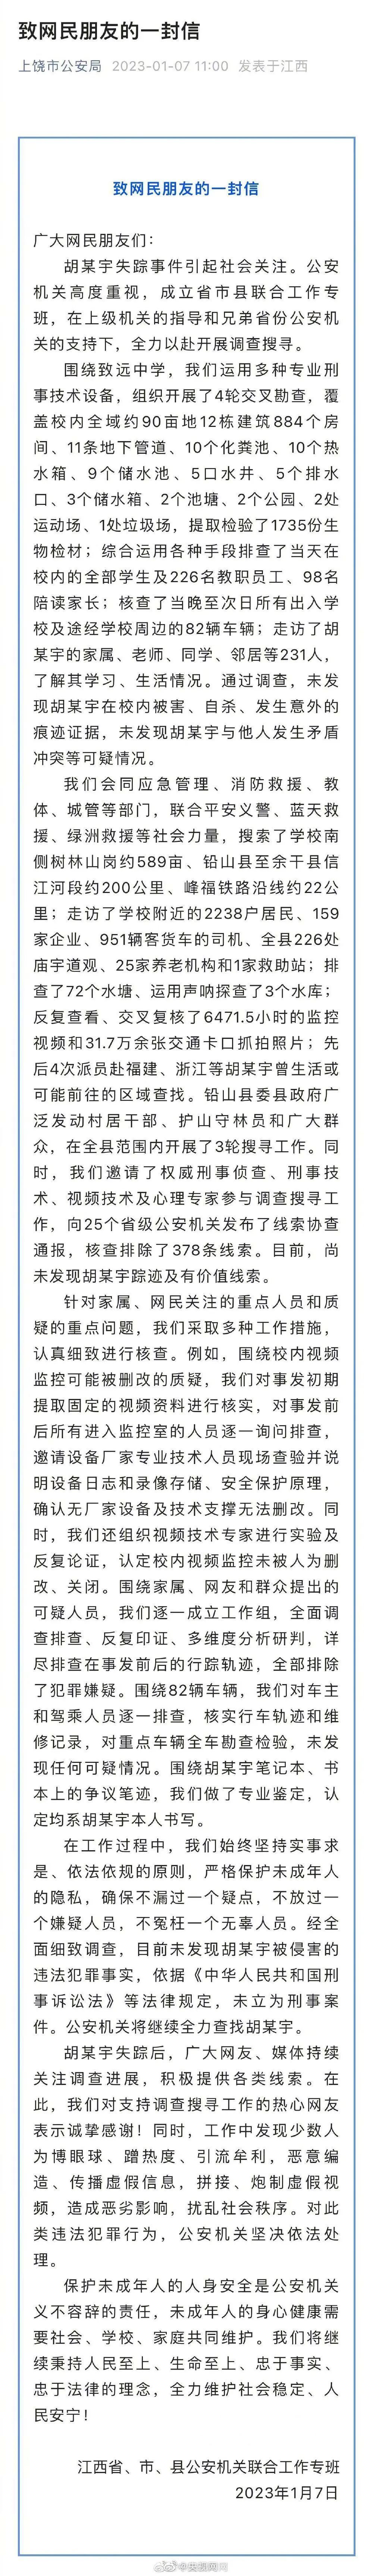 致网民朋友的一封信
上饶市公安局 2023-01-07 11:00 发表于江西
致网民朋友的一封信
广大网民朋友们：
胡某宇失踪事件引起社会关注。公安
机关高度重视，成立省市县联合工作专
班，在上级机关的指导和兄弟省份公安机
关的支持下，全力以赴开展调查搜寻。
围绕致远中学，我们运用多种专业刑
事技术设备，组织开展了4轮交叉勘查，覆
盖校内全域约90亩地12栋建筑884个房
间、11条地下管道、10个化粪池、10个热
水箱、9个储水池、5口水井、5个排水
口、3个储水箱、2个池塘、2个公园、2处
运动场、1处垃圾场，提取检验了1735份生
物检材；综合运用各种手段排查了当天在
校内的全部学生及226名教职员工、98名
陪读家长；核查了当晚至次日所有出入学
校及途经学校周边的82辆车辆；走访了胡
某宇的家属、老师、同学、邻居等231人，
了解其学习、生活情况。通过调查，未发
现胡某宇在校内被害、自杀、发生意外的
痕迹证据，未发现胡某宇与他人发生矛盾
冲突等可疑情况。
我们会同应急管理、消防救援、教
体、城管等部门，联合平安义警、蓝天救
援、绿洲救援等社会力量，搜索了学校南
侧树林山岗约589亩、铅山县至余干县信
江河段约200公里、峰福铁路沿线约22公
里；走访了学校附近的2238户居民、159
家企业、951辆客货车的司机、全县226处
庙宇道观、25家养老机构和1家救助站；排
查了72个水塘、运用声呐探查了3个水库；
反复查看、交叉复核了6471.5小时的监控
视频和31.7万余张交通卡口抓拍照片；先
后4次派员赴福建、浙江等胡某宇曾生活或
可能前往的区域查找。铅山县委县政府广
泛发动村居干部、护山守林员和广大群
众，在全县范围内开展了3轮搜寻工作。同
时，我们邀请了权威刑事侦查、刑事技
术、视频技术及心理专家参与调查搜寻工
作，向25个省级公安机关发布了线索协查
通报，核查排除了378条线索。目前，尚
未发现胡某宇踪迹及有价值线索。
针对家属、网民关注的重点人员和质
疑的重点问题，我们采取多种工作措施，
认真细致进行核查。例如，围绕校内视频
监控可能被删改的质疑，我们对事发初期
提取固定的视频资料进行核实，对事发前
后所有进入监控室的人员逐一询问排查，
邀请设备厂家专业技术人员现场查验并说
明设备日志和录像存储、安全保护原理，
确认无厂家设备及技术支撑无法删改。同
时，我们还组织视频技术专家进行实验及
反复论证，认定校内视频监控未被人为删
改、关闭。围绕家属、网友和群众提出的
可疑人员，我们逐一成立工作组，全面调
查排查、反复印证、多维度分析研判，详
尽排查在事发前后的行踪轨迹，全部排除
了犯罪嫌疑。围绕82辆车辆，我们对车主
和驾乘人员逐一排查，核实行车轨迹和维
修记录，对重点车辆全车勘查检验，未发
现任何可疑情况。围绕胡某宇笔记本、书
本上的争议笔迹，我们做了专业鉴定，认
定均系胡某宇本人书写。
在工作过程中，我们始终坚持实事求
是、依法依规的原则，严格保护未成年人
的隐私，确保不漏过一个疑点，不放过一
个嫌疑人员，不冤枉一个无辜人员。经全
面细致调查，目前未发现胡某宇被侵害的
违法犯罪事实，依据《中华人民共和国刑
事诉讼法》等法律规定，未立为刑事案
件。公安机关将继续全力查找胡某宇。
胡某宇失踪后，广大网友、媒体持续
关注调查进展，积极提供各类线索。在
此，我们对支持调查搜寻工作的热心网友
表示诚挚感谢！同时，工作中发现少数人
为博眼球、蹭热度、引流牟利，恶意编
造、传播虚假信息，拼接、炮制虚假视
频，造成恶劣影响，扰乱社会秩序。对此
类违法犯罪行为，公安机关坚决依法处
理。
保护未成年人的人身安全是公安机关
义不容辞的责任，未成年人的身心健康需
要社会、学校、家庭共同维护。我们将继
续秉持人民至上、生命至上、忠于事实、
忠于法律的理念，全力维护社会稳定、人
民安宁！
江西省、市、县公安机关联合工作专班
2023年1月7日